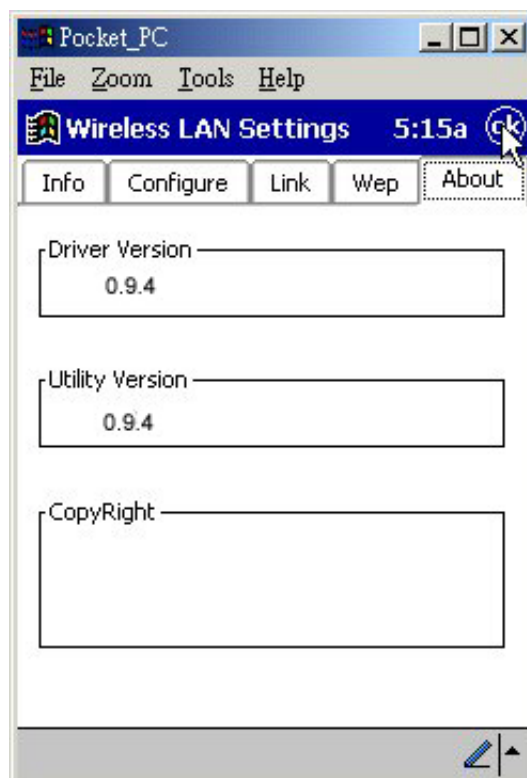 Pocket_PC
File Zoom Tools Help
Wireless LAN Settings 5:15a ok
Info Configure Link Wep About
Driver Version
0.9.4
Utility Version
0.9.4
CopyRight